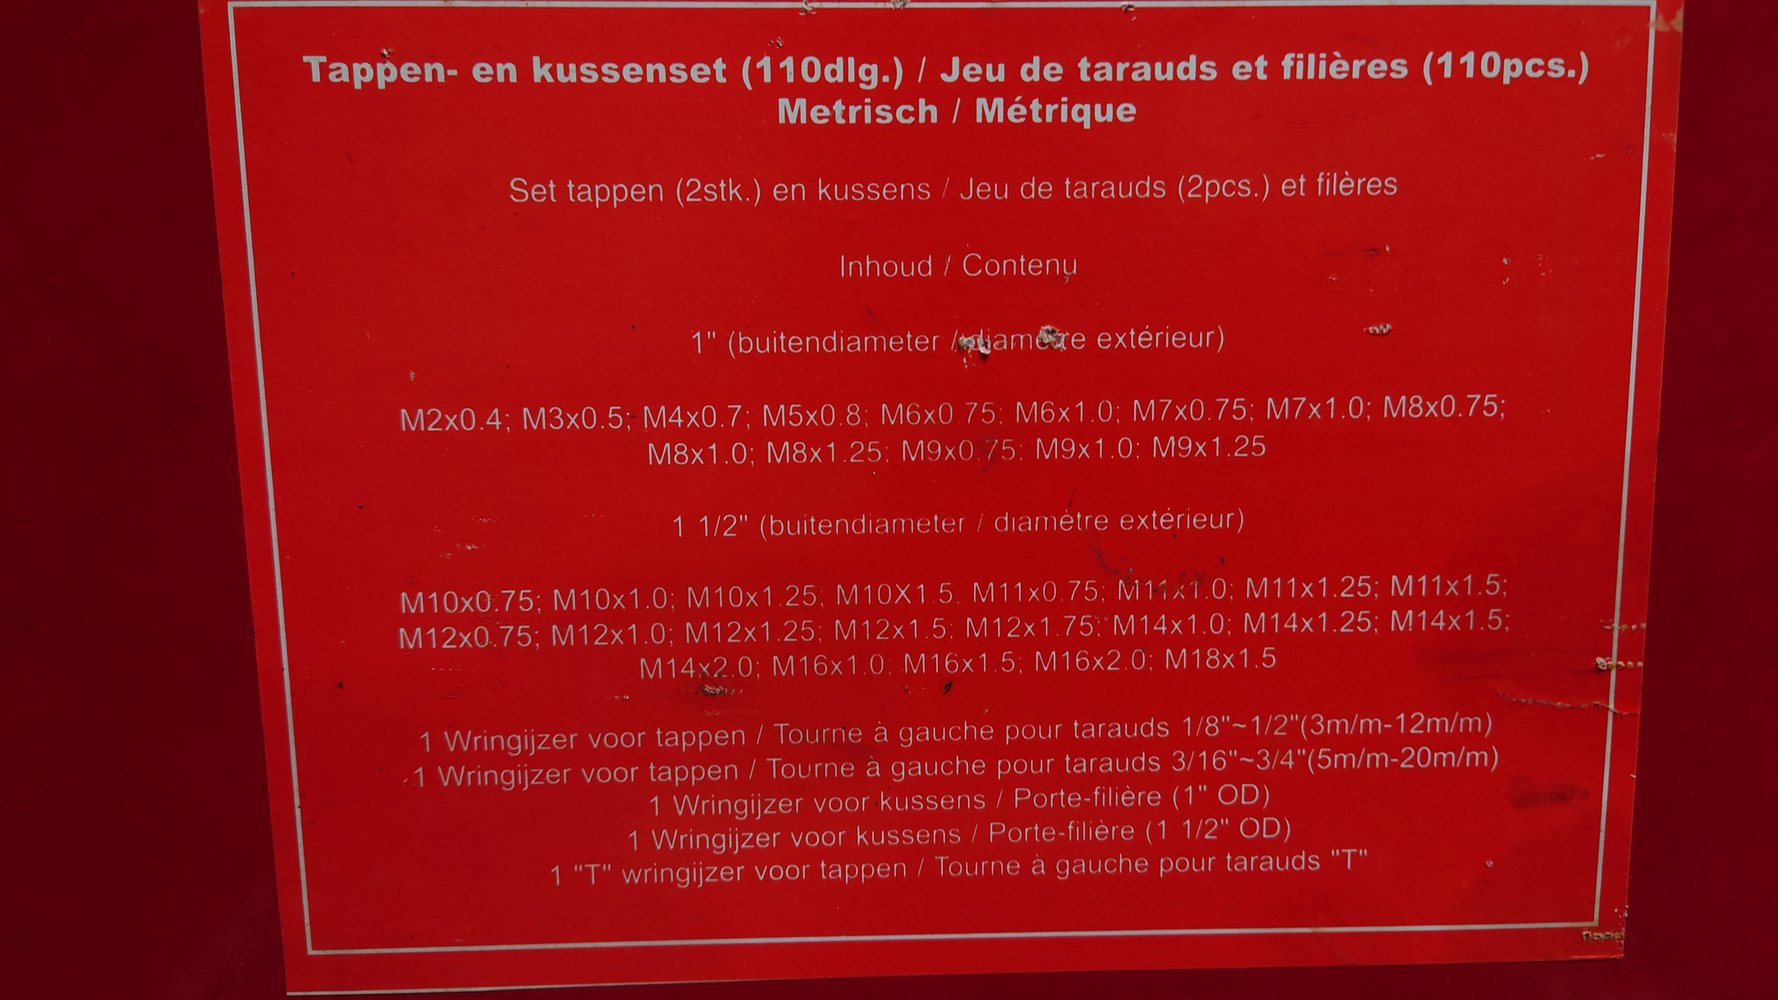 Tappen- en kussenset (110dlg.) / Jeu de tarauds et filières (110pcs.)
Metrisch / Métrique
Set tappen (2stk.) en kussens / Jeu de tarauds (2pcs.) et filères
Inhoud / Contenu
1" (buitendiameter / diamètre extérieur)
M2x0.4; M3x0.5; M4x0.7; M5x0.8; M6x0.75; M6x1.0; M7x0.75; M7x1.0; M8x0.75;
M8x1.0; M8x1.25; M9x0.75; M9x1.0; M9x1.25
1 1/2" (buitendiameter / diamètre extérieur)
M10x0.75; M10x1.0; M10x1.25; M10X1.5; M11x0.75; M11x1.0; M11x1.25; M11x1.5;
M12x0.75; M12x1.0; M12x1.25; M12x1.5; M12x1.75; M14x1.0; M14x1.25; M14x1.5;
M14x2.0; M16x1.0; M16x1.5; M16x2.0; M18x1.5
1 Wringijzer voor tappen / Tourne à gauche pour tarauds 1/8"~1/2"(3m/m-12m/m)
1 Wringijzer voor tappen / Tourne à gauche pour tarauds 3/16"~3/4"(5m/m-20m/m)
1 Wringijzer voor kussens / Porte-filière (1" OD)
1 Wringijzer voor kussens / Porte-filière (1 1/2" OD)
1 "T" wringijzer voor tappen / Tourne à gauche pour tarauds "T"